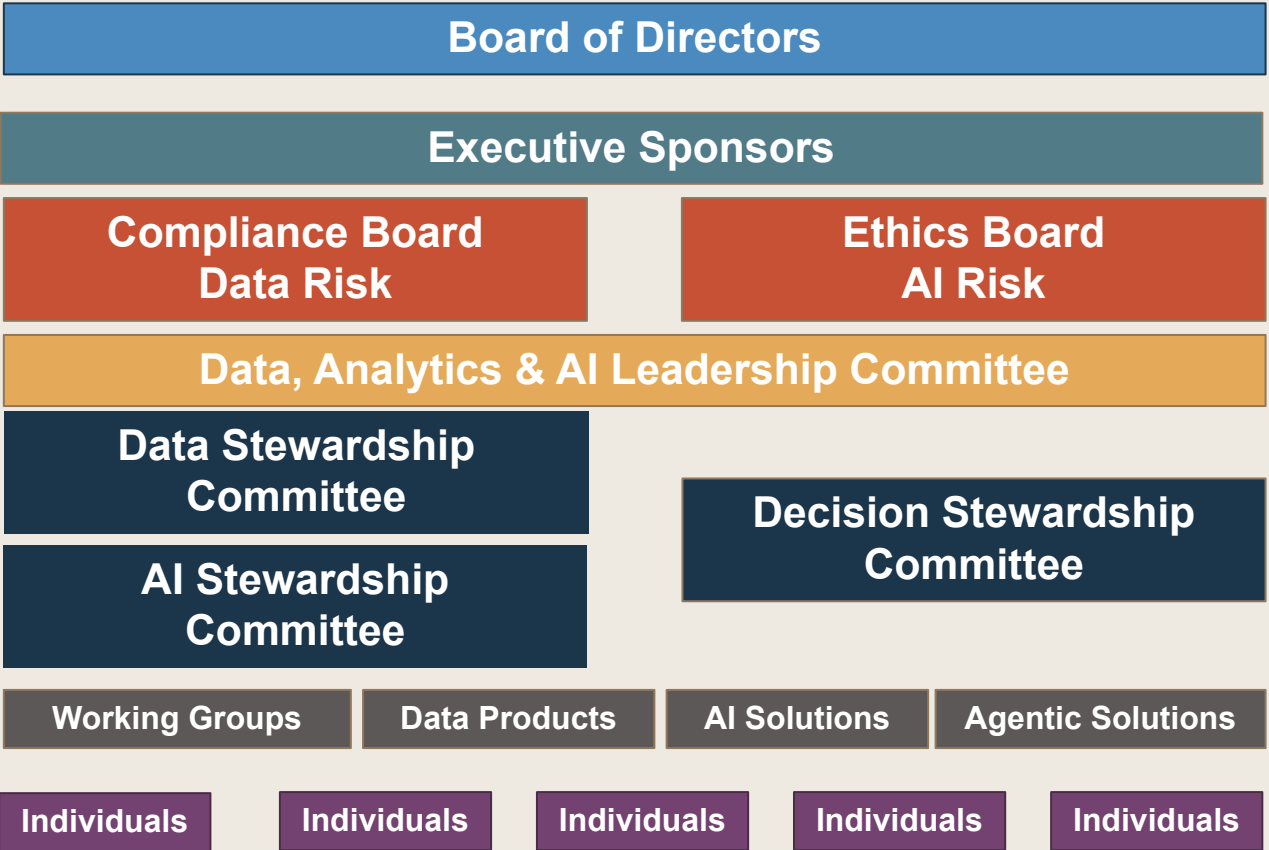 Board of Directors
Executive Sponsors
Compliance Board
Data Risk
Ethics Board
AI Risk
Data, Analytics & AI Leadership Committee
Data Stewardship
Committee
AI Stewardship
Committee
Decision Stewardship
Committee
Working Groups
Data Products
AI Solutions
Agentic Solutions
Individuals
Individuals
Individuals
Individuals
Individuals